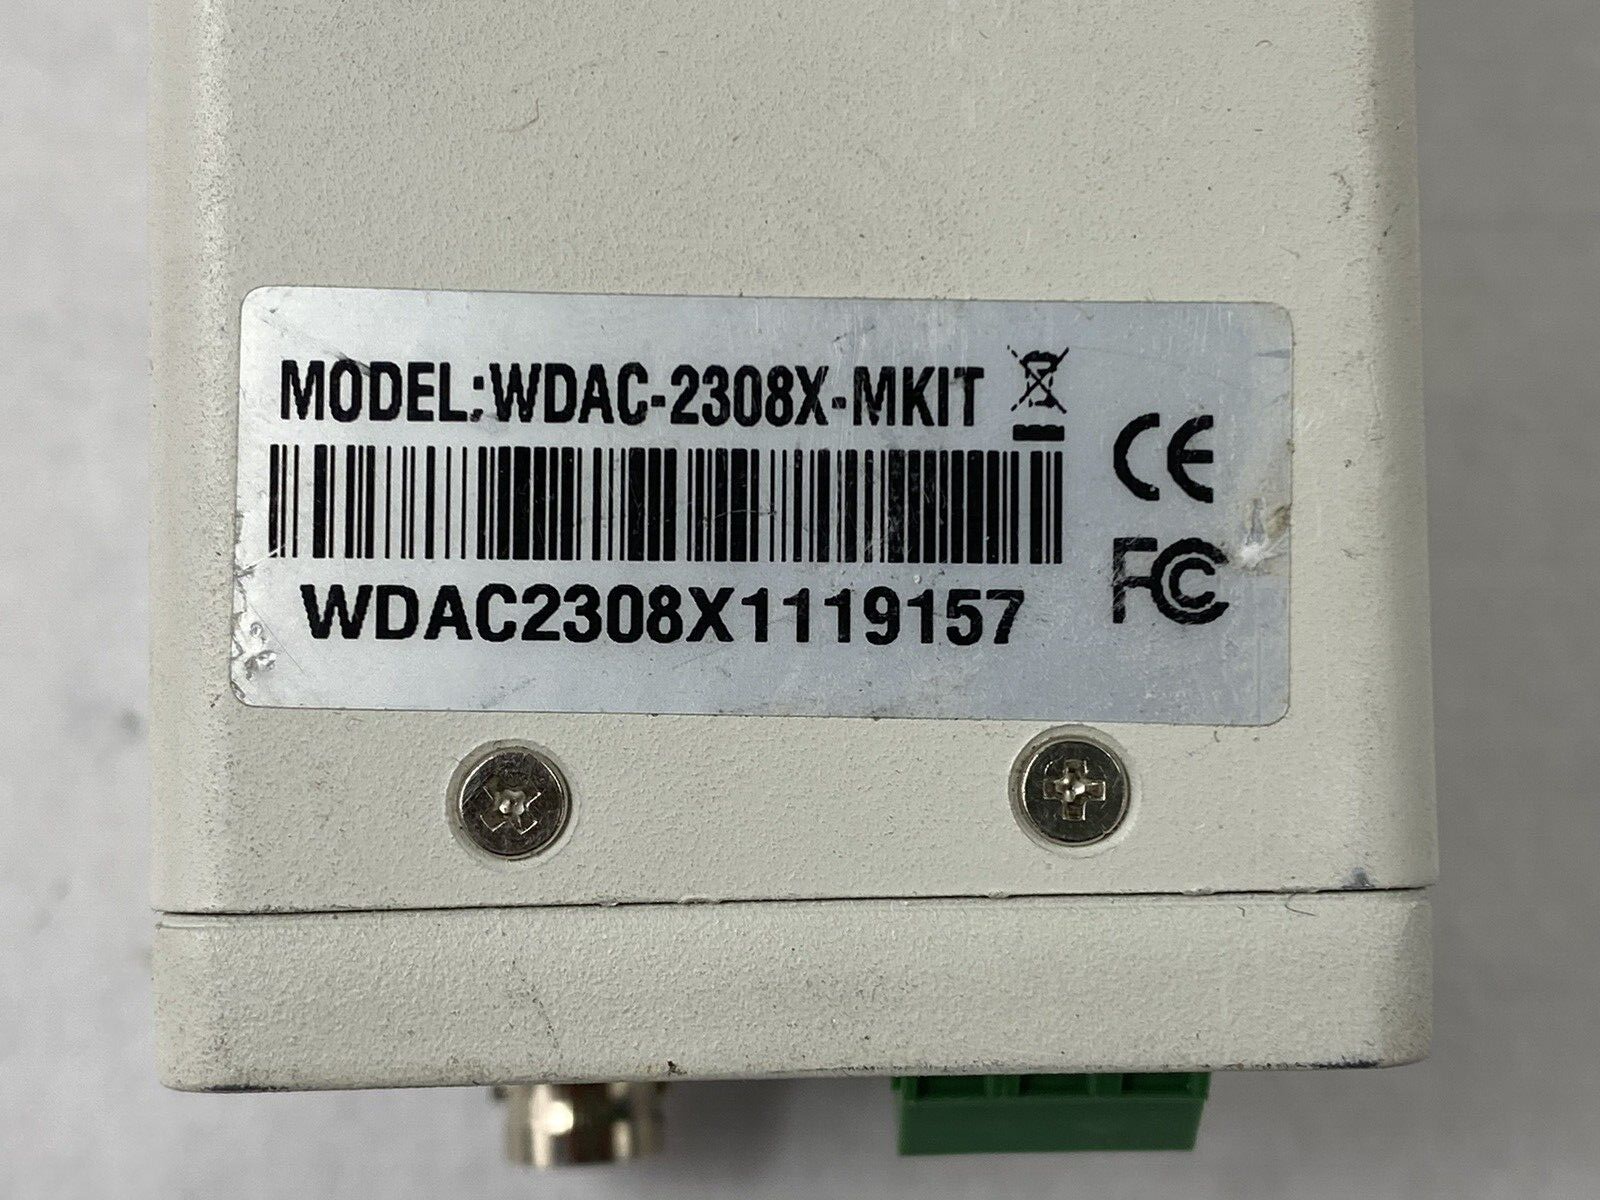 MODEL:WDAC-2308X-MKIT
CE
FC
WDAC2308X1119157